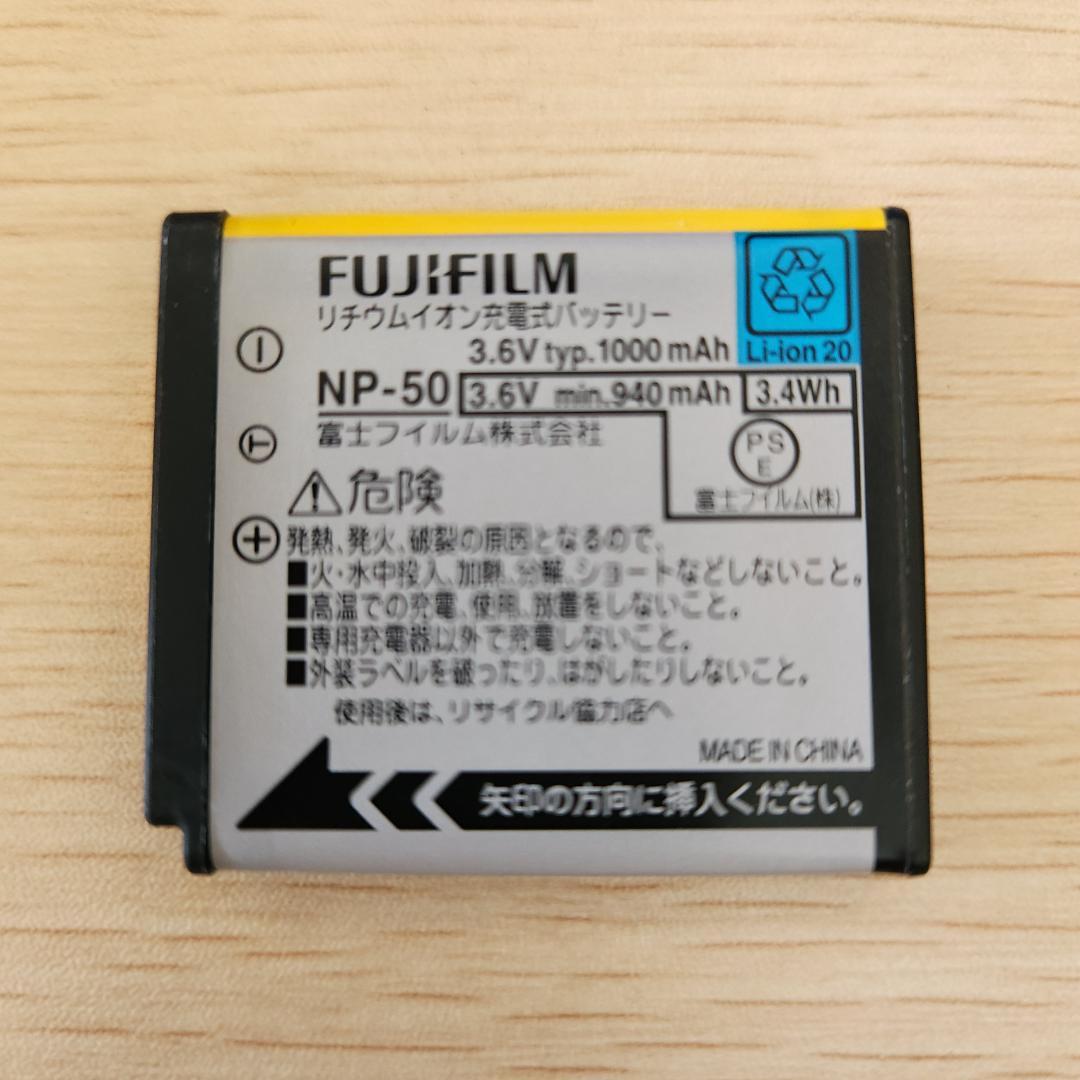 FUJIFILM
リチウムイオン充電式バッテリー
3.6V typ.1000mAh
Li-ion 20
NP-50
3.6V min.940mAh
3.4Wh
富士フイルム株式会社
PS
E
富士フイルム(株)
T
危険
発熱、発火、破裂の原因となるので、
■火・水中投入、加熱、分解、ショートなどしないこと。
■高温での充電、使用、放置をしないこと。
■専用充電器以外で充電しないこと。
■外装ラベルを破ったり、はがしたりしないこと。
使用後は、リサイクル協力店へ
MADE IN CHINA
矢印の方向に挿入ください。